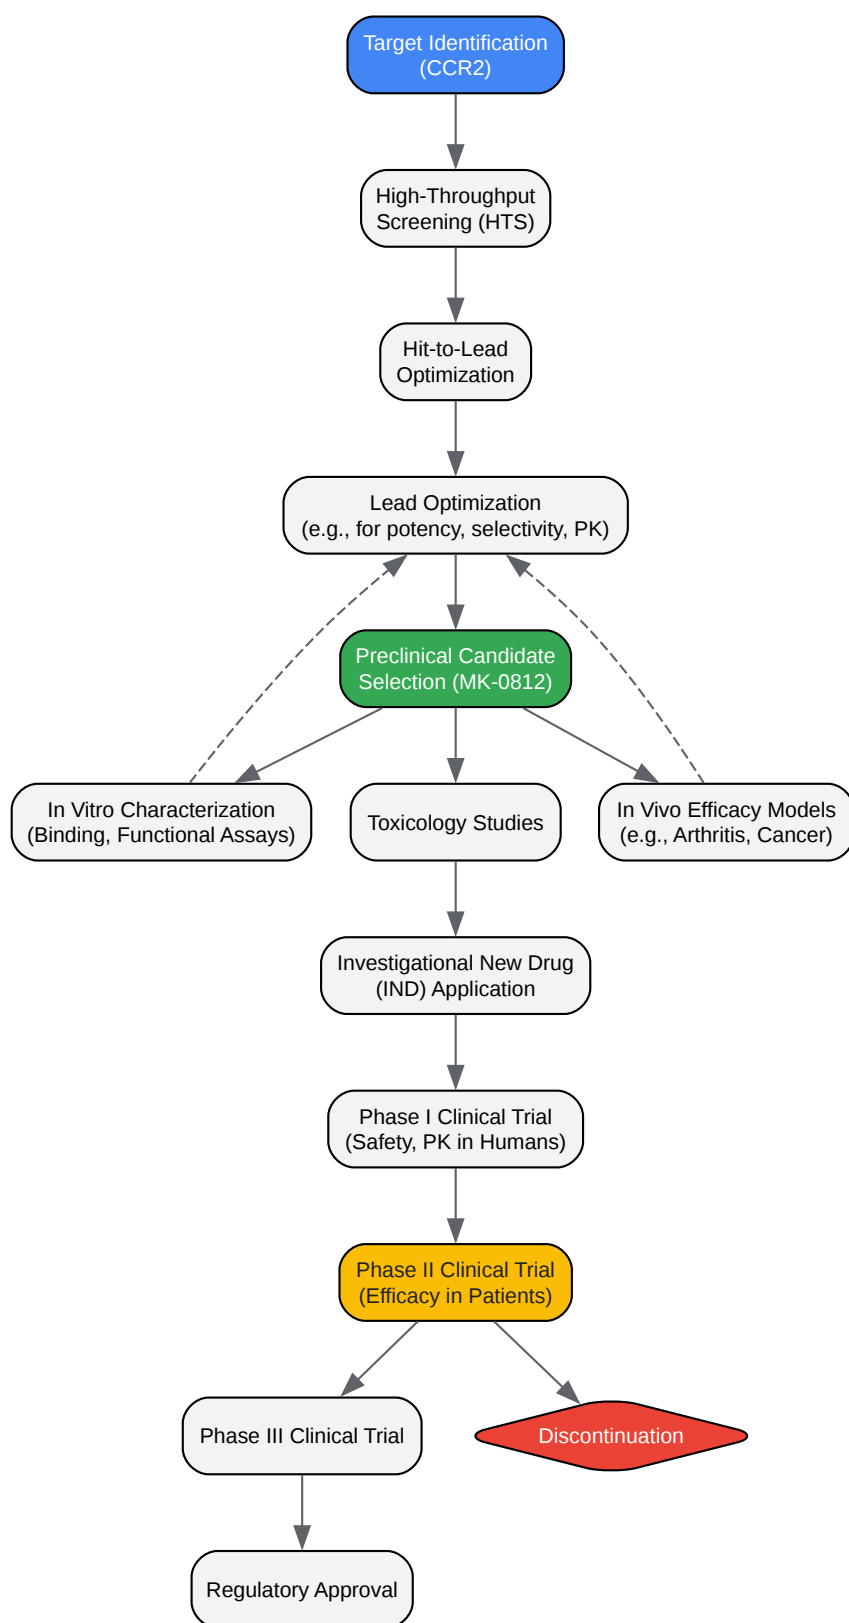 Target Identification
(CCR2)
High-Throughput
Screening (HTS)
Hit-to-Lead
Optimization
Lead Optimization
(e.g., for potency, selectivity, PK)
Preclinical Candidate
Selection (MK-0812)
In Vitro Characterization
(Binding, Functional Assays)
Toxicology Studies
In Vivo Efficacy Models
(e.g., Arthritis, Cancer)
Investigational New Drug
(IND) Application
Phase I Clinical Trial
(Safety, PK in Humans)
Phase II Clinical Trial
(Efficacy in Patients)
Phase III Clinical Trial
Discontinuation
Regulatory Approval